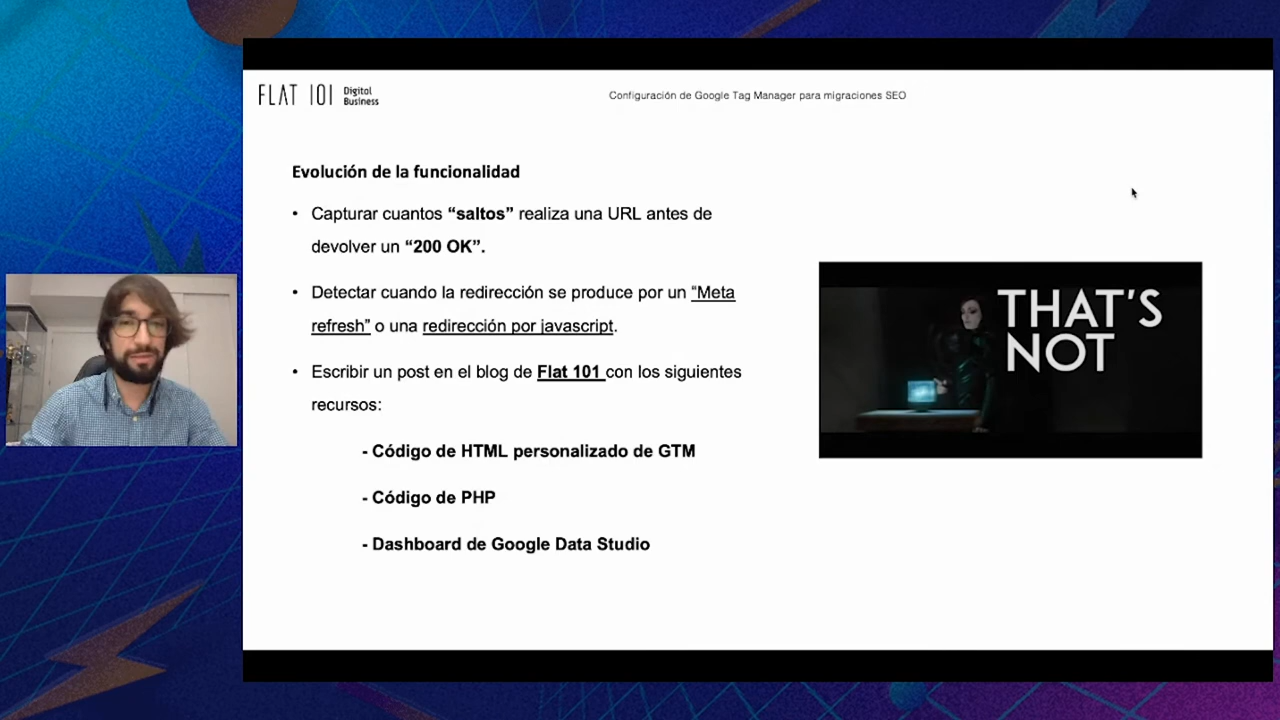 FLAT 101 Digital
Business
Configuración de Google Tag Manager para migraciones SEO
Evolución de la funcionalidad
• Capturar cuantos “saltos” realiza una URL antes de
devolver un “200 OK”.
• Detectar cuando la redirección se produce por un “Meta
refresh” o una redirección por javascript.
• Escribir un post en el blog de Flat 101 con los siguientes
recursos:
- Código de HTML personalizado de GTM
- Código de PHP
- Dashboard de Google Data Studio
THAT'S
NOT